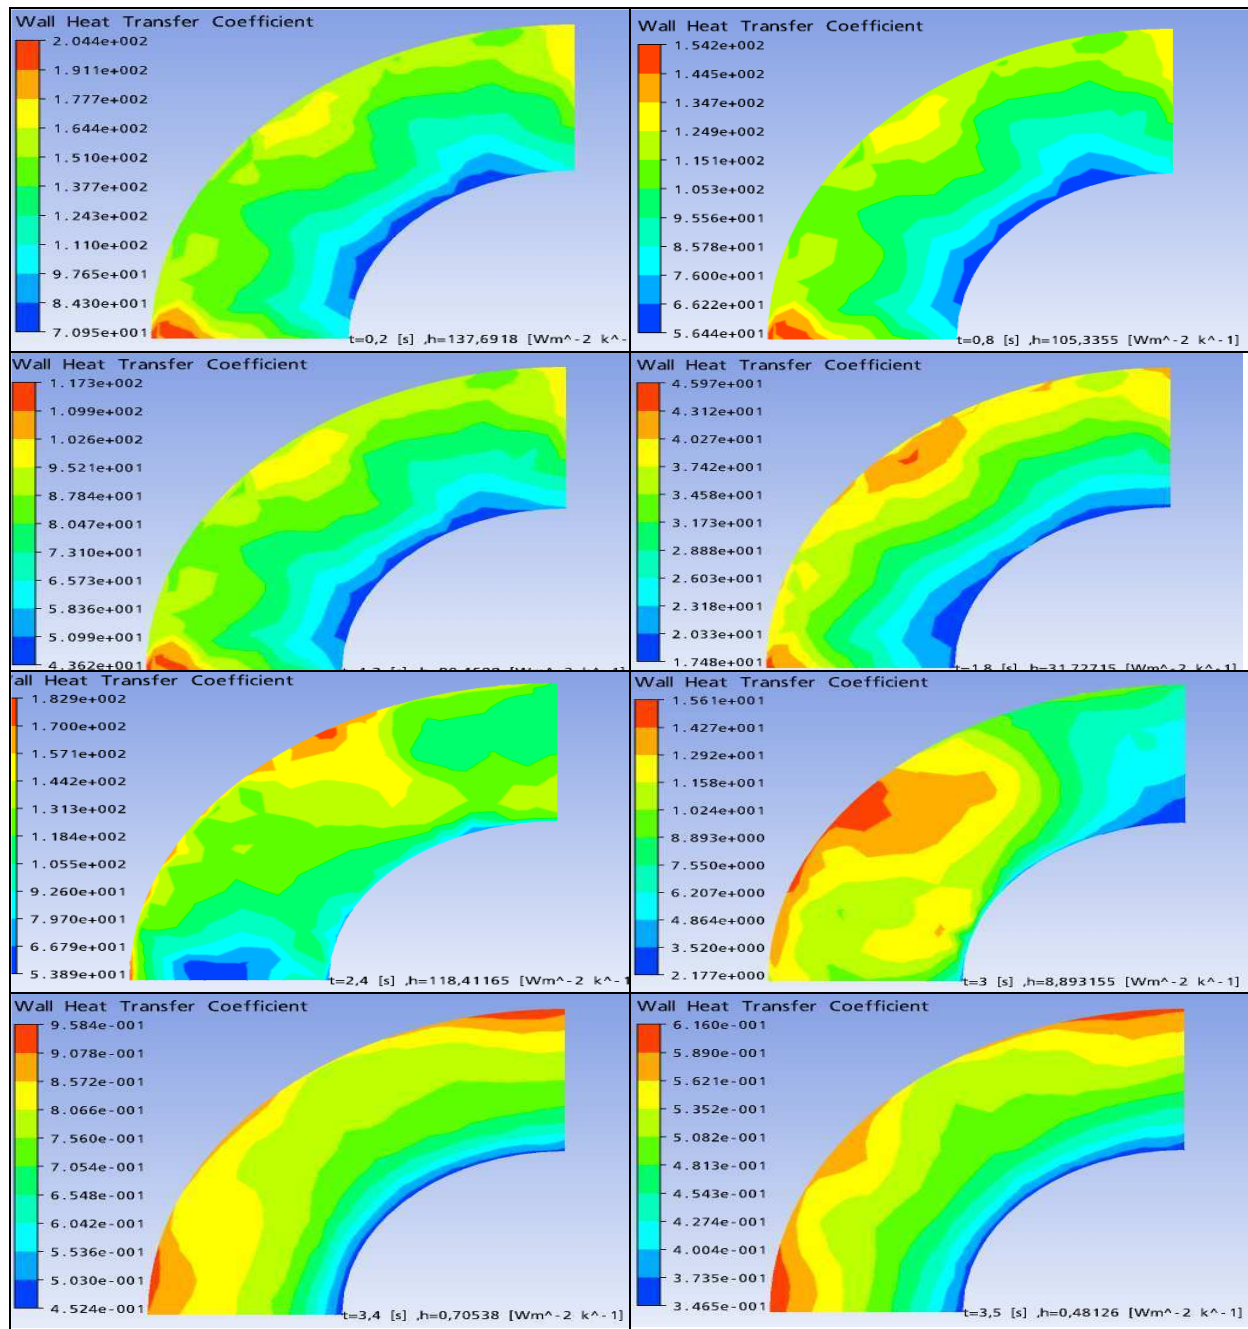 Wall Heat Transfer Coefficient
2.044e+002
1.911e+002
1.777e+002
1.644e+002
1.510e+002
1.377e+002
1.243e+002
1.110e+002
9.765e+001
8.430e+001
7.095e+001
t=0,2 [s] ,h=137,6918 [Wm^-2 k^-
Wall Heat Transfer Coefficient
1.542e+002
1.445e+002
1.347e+002
1.249e+002
1.151e+002
1.053e+002
9.556e+001
8.578e+001
7.600e+001
6.622e+001
5.644e+001
t=0,8 [s] ,h=105,3355 [Wm^-2 k^-1]
Wall Heat Transfer Coefficient
1.173e+002
1.099e+002
1.026e+002
9.521e+001
8.784e+001
8.047e+001
7.310e+001
6.573e+001
5.836e+001
5.099e+001
4.362e+001
Wall Heat Transfer Coefficient
4.597e+001
4.312e+001
4.027e+001
3.742e+001
3.458e+001
3.173e+001
2.888e+001
2.603e+001
2.318e+001
2.033e+001
1.748e+001
t=1,8 [s] ,h=31,72715 [Wm^-2 k^-1]
all Heat Transfer Coefficient
1.829e+002
1.700e+002
1.571e+002
1.442e+002
1.313e+002
1.184e+002
1.055e+002
9.260e+001
7.970e+001
6.679e+001
5.389e+001
t=2,4 [s] ,h=118,41165 [Wm^-2 k^-1
Wall Heat Transfer Coefficient
1.561e+001
1.427e+001
1.292e+001
1.158e+001
1.024e+001
8.893e+000
7.550e+000
6.207e+000
4.864e+000
3.520e+000
2.177e+000
t=3 [s] ,h=8,893155 [Wm^-2 k^-1]
Wall Heat Transfer Coefficient
9.584e-001
9.078e-001
8.572e-001
8.066e-001
7.560e-001
7.054e-001
6.548e-001
6.042e-001
5.536e-001
5.030e-001
4.524e-001
t=3,4 [s] ,h=0,70538 [Wm^-2 k^-1]
Wall Heat Transfer Coefficient
6.160e-001
5.890e-001
5.621e-001
5.352e-001
5.082e-001
4.813e-001
4.543e-001
4.274e-001
4.004e-001
3.735e-001
3.465e-001
t=3,5 [s] ,h=0,48126 [Wm^-2 k^-1]